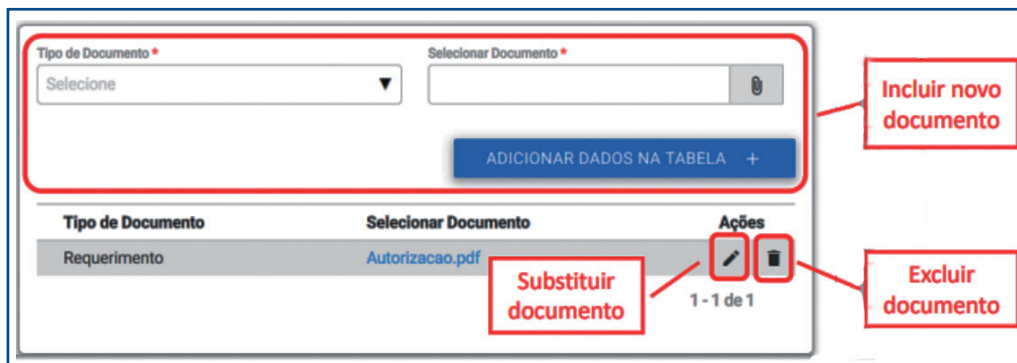 Tipo de Documento *
Selecionar Documento *
Selecione
Incluir novo
documento
ADICIONAR DADOS NA TABELA +
Tipo de Documento
Selecionar Documento
Ações
Requerimento
Autorizacao.pdf
Substituir
documento
Excluir
documento
1 - 1 de 1